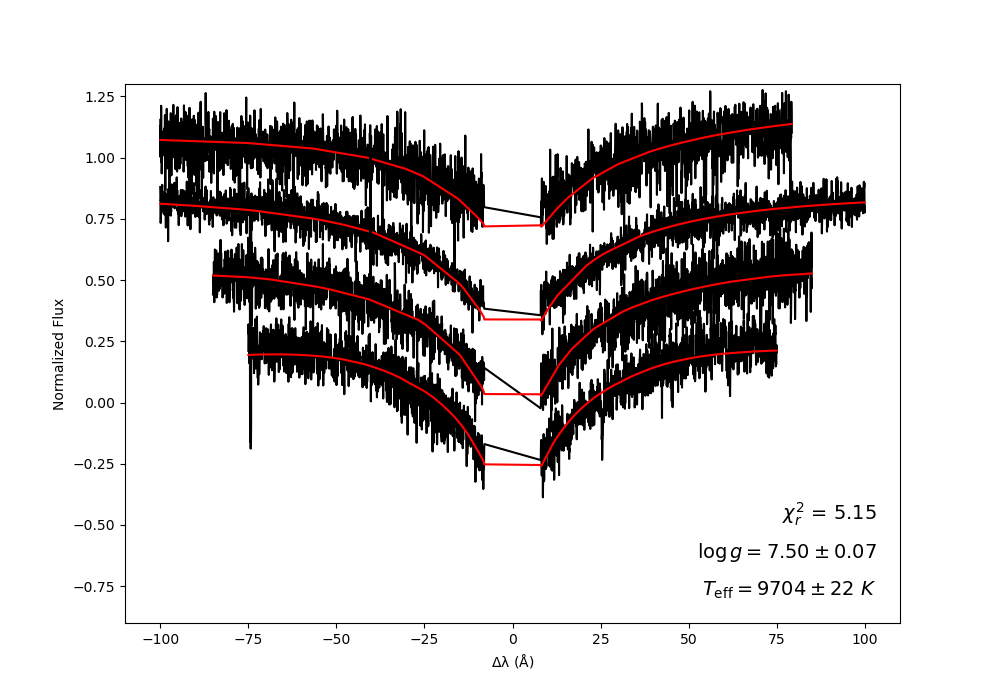 1.25
1.00
0.75
0.50
0.25
0.00
−0.25
−0.50
−0.75
Normalized Flux
χ²ᵣ = 5.15
log g = 7.50 ± 0.07
T_eff = 9704 ± 22 K
−100 −75 −50 −25 0 25 50 75 100
Δλ (Å)